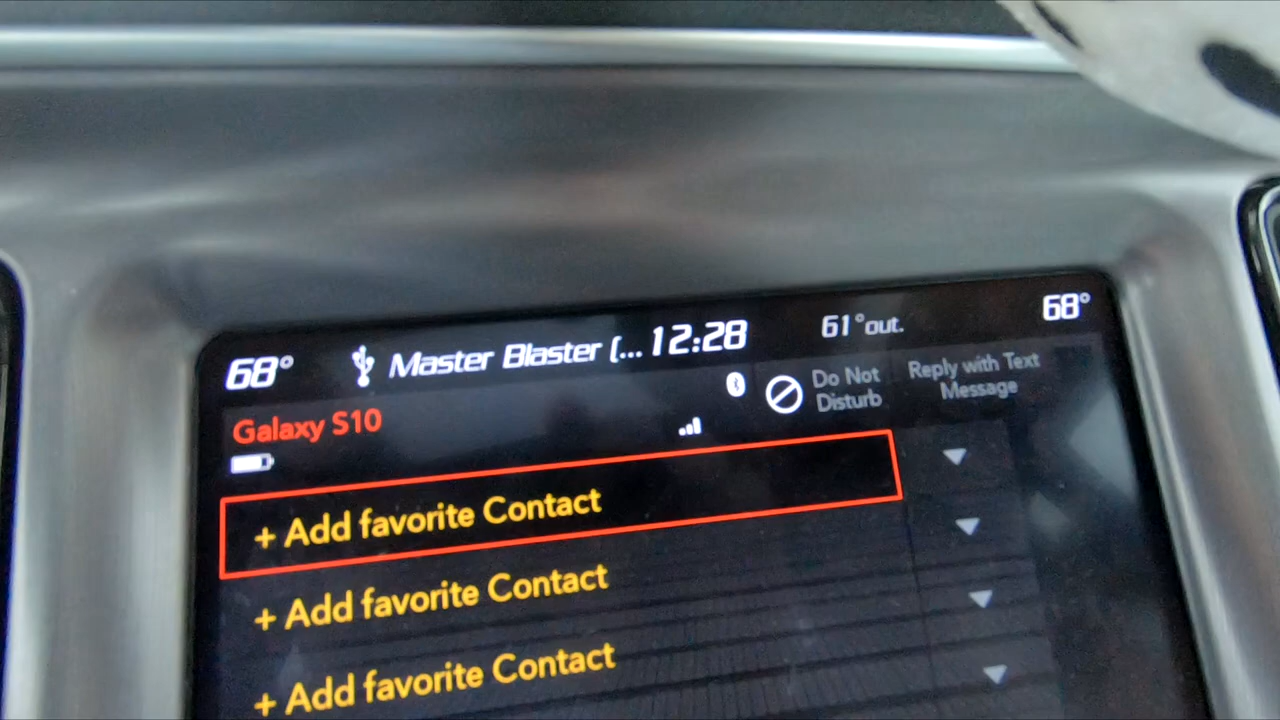 68° Master Blaster (... 12:28 61° out. 68°
Galaxy S10
Do Not
Disturb
Reply with Text
Message
+ Add favorite Contact
+ Add favorite Contact
+ Add favorite Contact